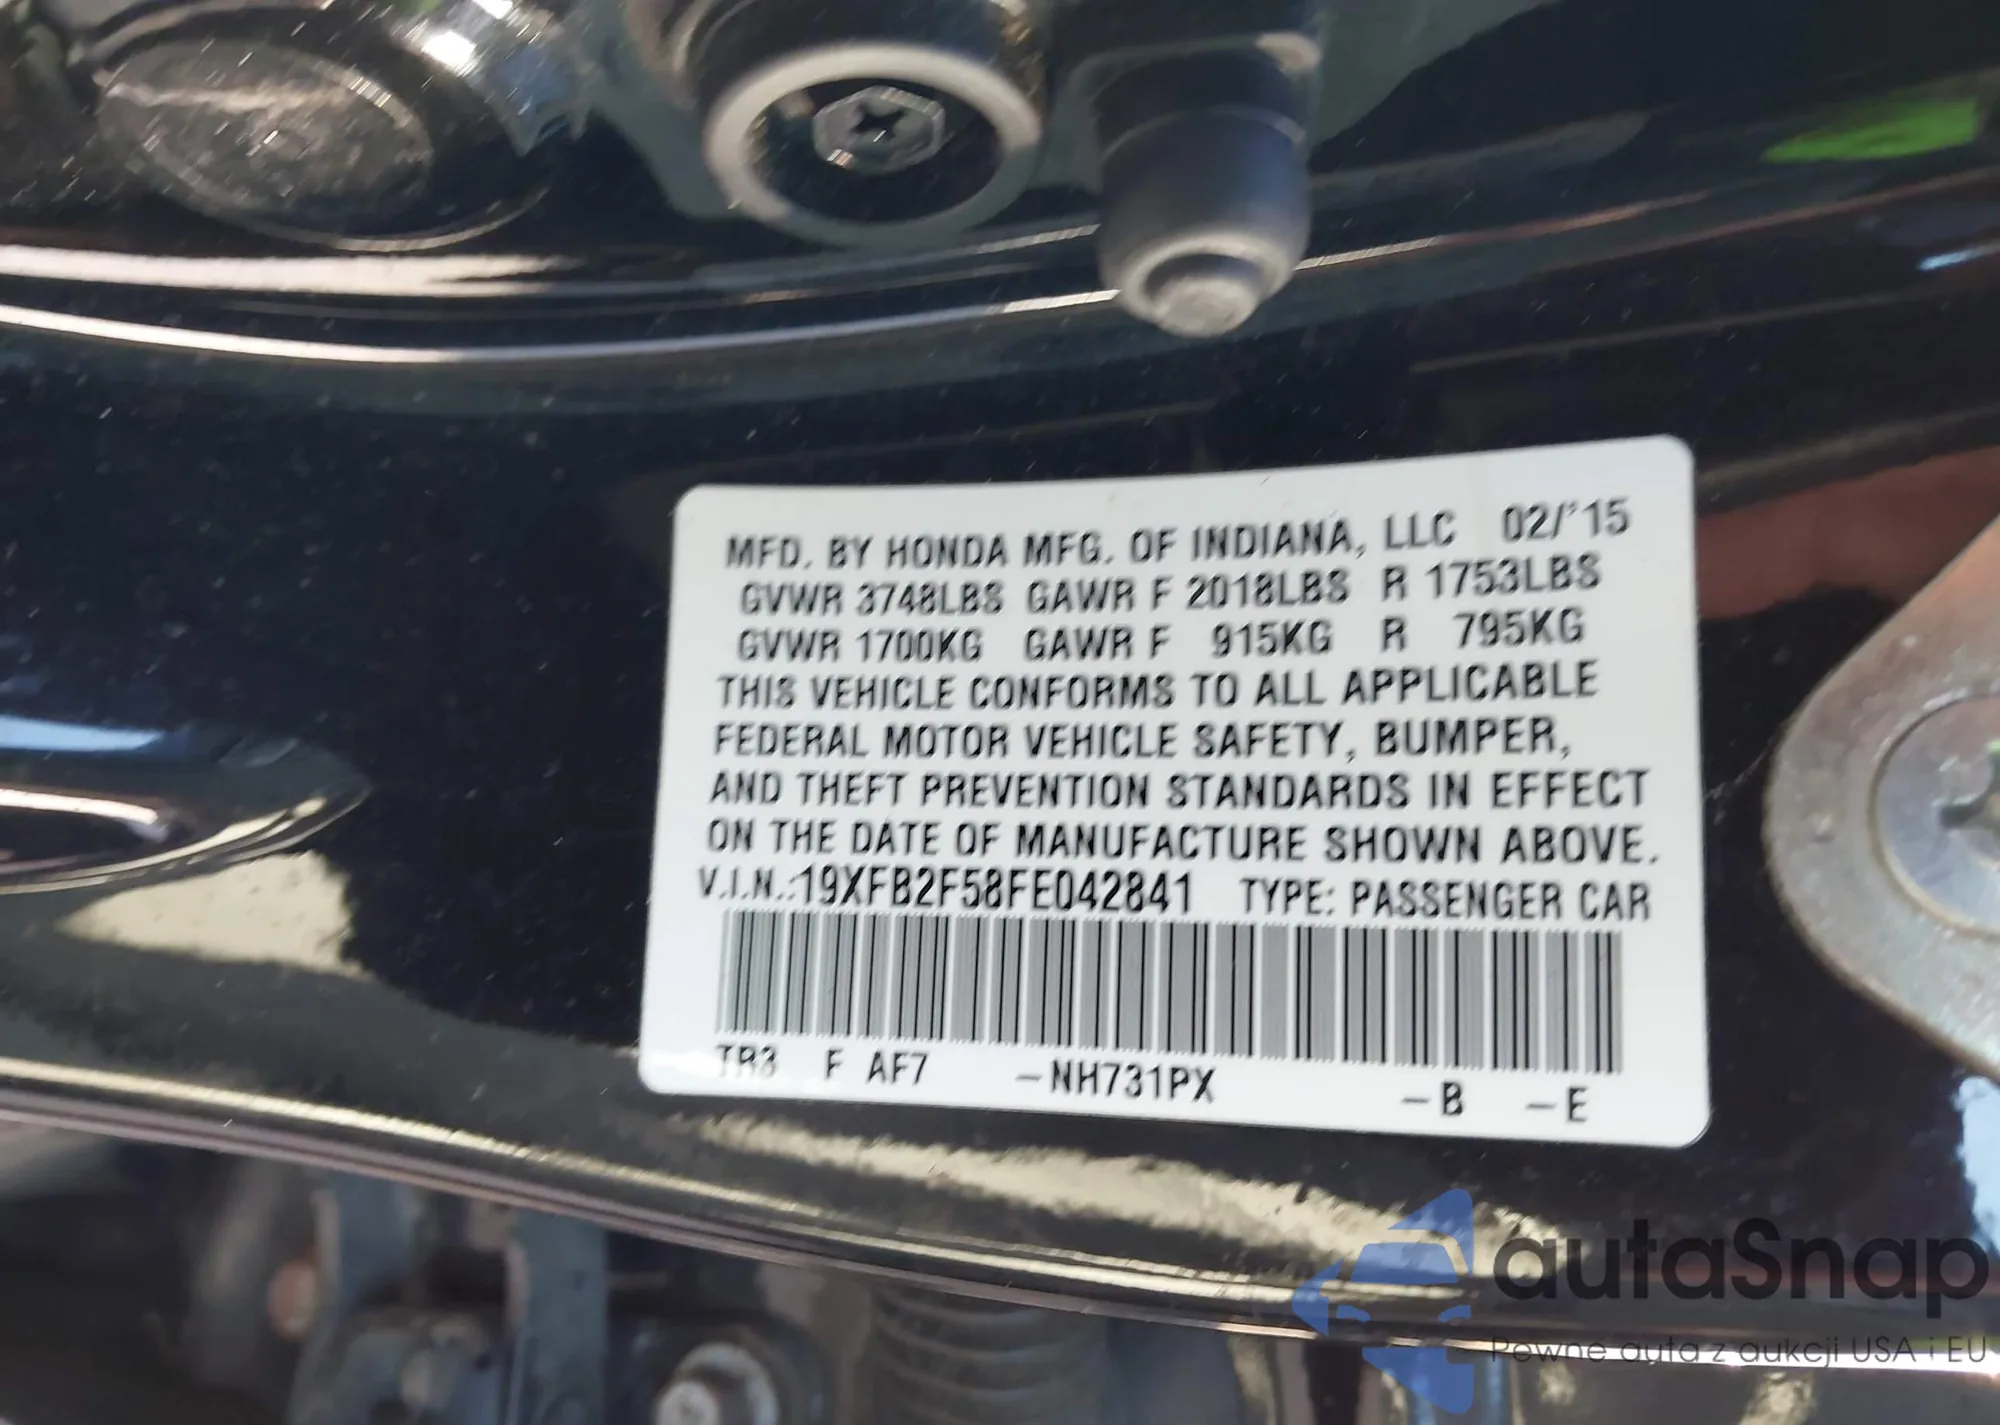 MFD. BY HONDA MFG. OF INDIANA, LLC 02/'15
GVWR 3748LBS GAWR F 2018LBS R 1753LBS
GVWR 1700KG GAWR F 915KG R 795KG
THIS VEHICLE CONFORMS TO ALL APPLICABLE
FEDERAL MOTOR VEHICLE SAFETY, BUMPER,
AND THEFT PREVENTION STANDARDS IN EFFECT
ON THE DATE OF MANUFACTURE SHOWN ABOVE.
V.I.N.:19XFB2F58FE042841 TYPE: PASSENGER CAR
TR3 F AF7 -NH731PX -B -E
autaSnap
Pewne auta z aukcji USA i EU